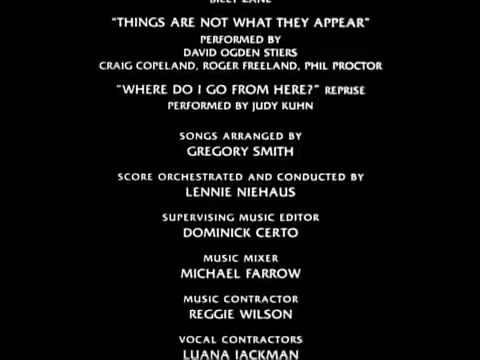 BILLY ZANE
"THINGS ARE NOT WHAT THEY APPEAR"
PERFORMED BY
DAVID OGDEN STIERS
CRAIG COPELAND, ROGER FREELAND, PHIL PROCTOR
"WHERE DO I GO FROM HERE?" REPRISE
PERFORMED BY JUDY KUHN
SONGS ARRANGED BY
GREGORY SMITH
SCORE ORCHESTRATED AND CONDUCTED BY
LENNIE NIEHAUS
SUPERVISING MUSIC EDITOR
DOMINICK CERTO
MUSIC MIXER
MICHAEL FARROW
MUSIC CONTRACTOR
REGGIE WILSON
VOCAL CONTRACTORS
LUANA JACKMAN